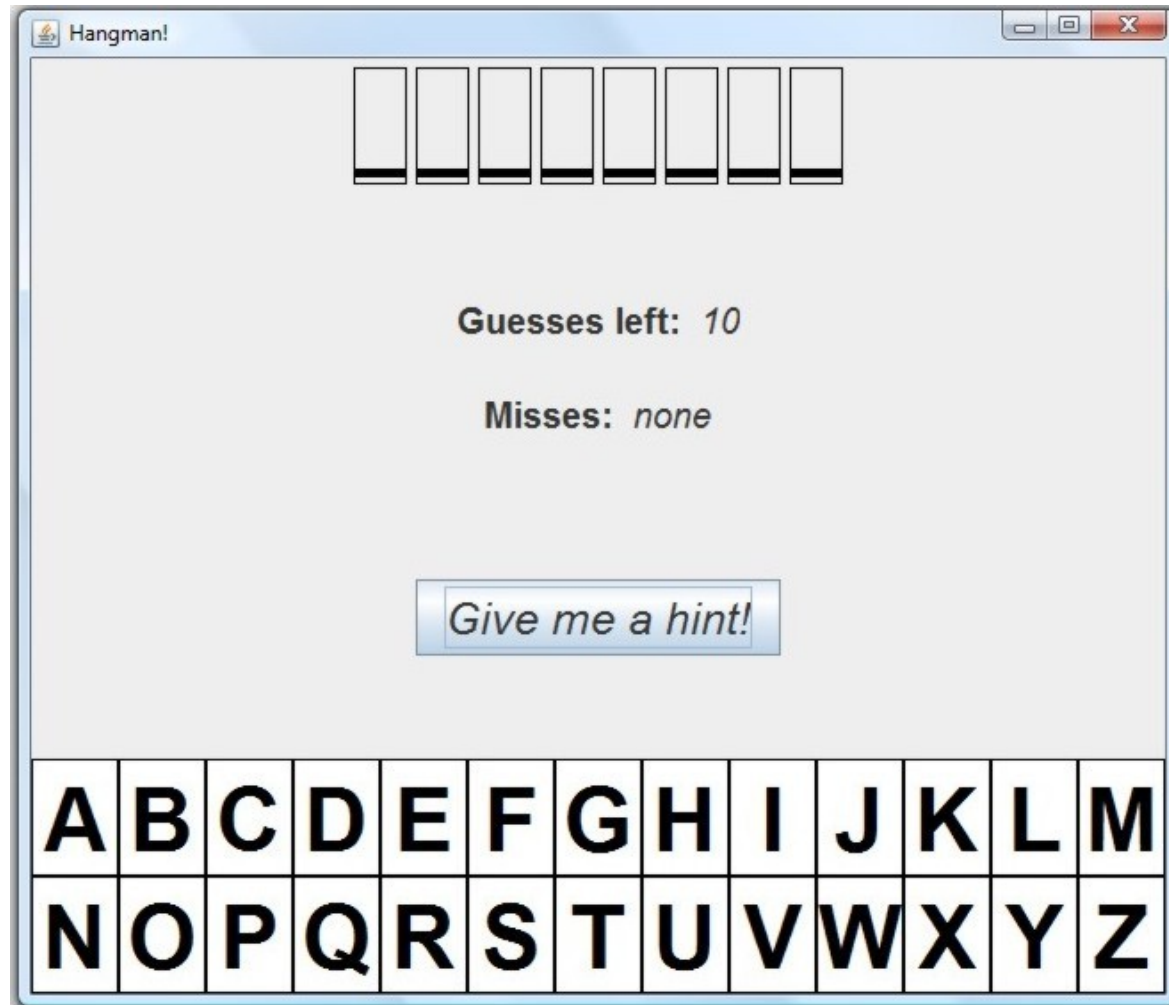 Hangman!
Guesses left: 10
Misses: none
Give me a hint!
A B C D E F G H I J K L M
N O P Q R S T U V W X Y Z